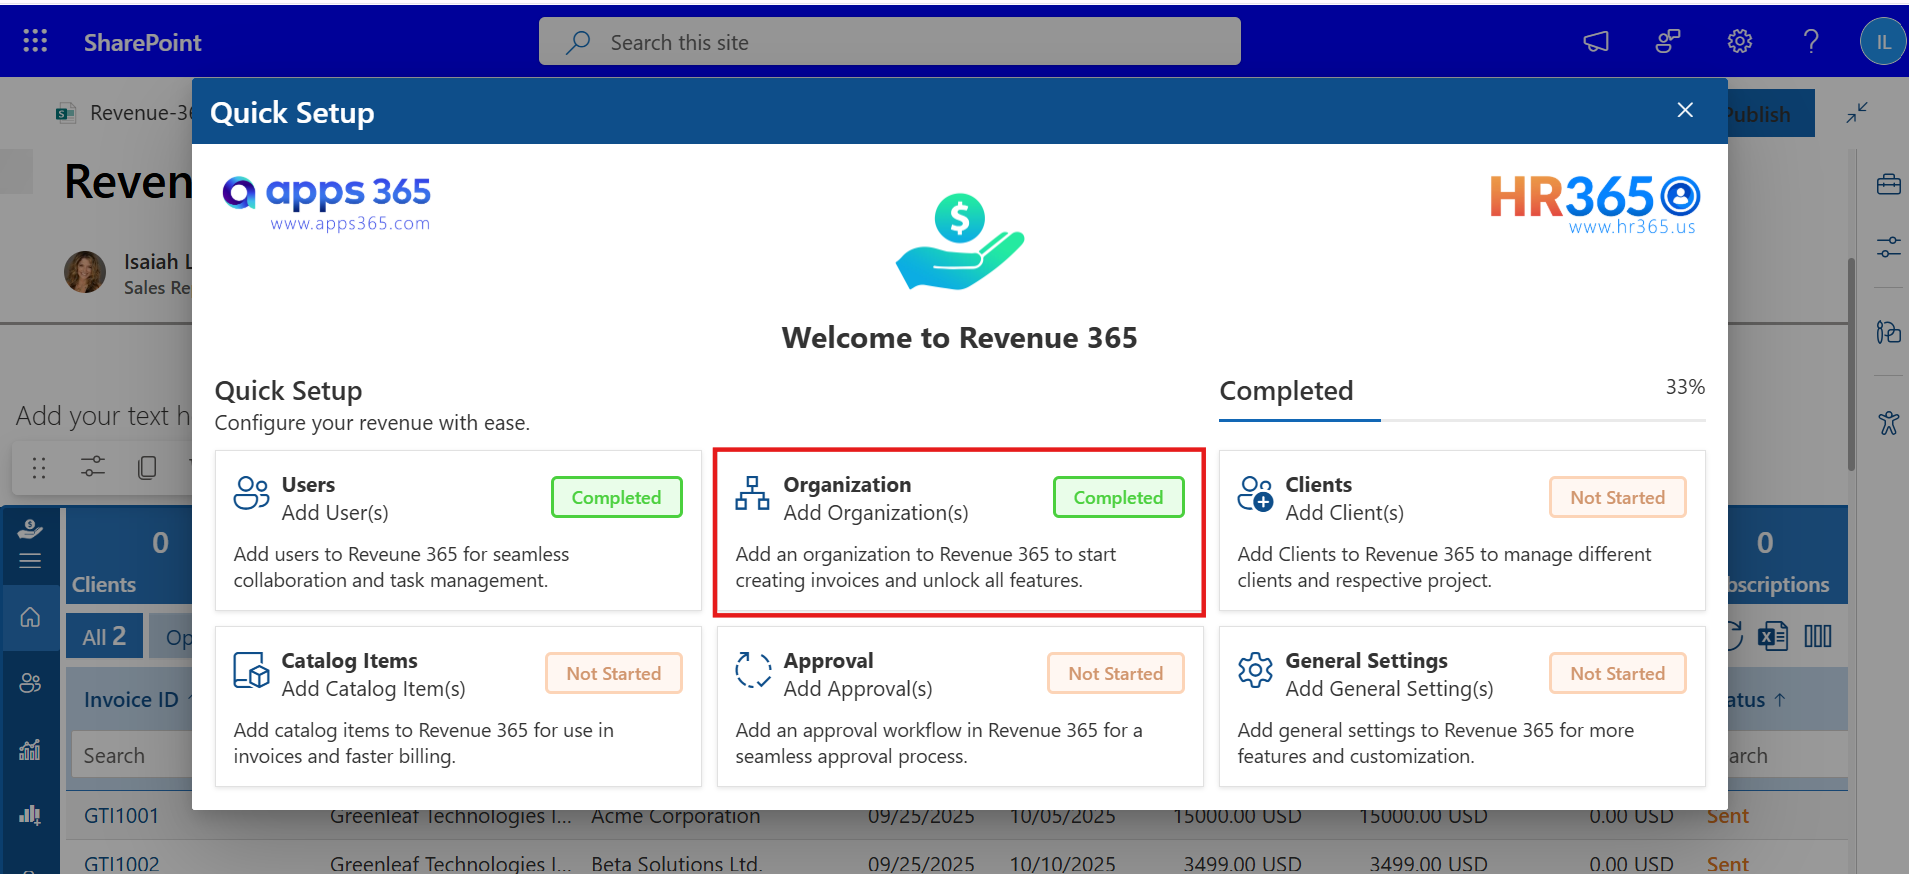 SharePoint
Search this site
IL
Revenue-36
Publish
Quick Setup
Reven
apps 365
www.apps365.com
HR365
www.hr365.us
Isaiah L
Sales Re
Welcome to Revenue 365
Quick Setup
Configure your revenue with ease.
Completed
33%
Add your text h
Users
Add User(s)
Completed
Add users to Reveune 365 for seamless
collaboration and task management.
Organization
Add Organization(s)
Completed
Add an organization to Revenue 365 to start
creating invoices and unlock all features.
Clients
Add Client(s)
Not Started
Add Clients to Revenue 365 to manage different
clients and respective project.
Catalog Items
Add Catalog Item(s)
Not Started
Add catalog items to Revenue 365 for use in
invoices and faster billing.
Approval
Add Approval(s)
Not Started
Add an approval workflow in Revenue 365 for a
seamless approval process.
General Settings
Add General Setting(s)
Not Started
Add general settings to Revenue 365 for more
features and customization.
0
Clients
0
bscriptions
All 2
Op
Invoice ID
atus ↑
Search
arch
GTI1001 Greenleaf Technologies I... Acme Corporation 09/25/2025 10/05/2025 15000.00 USD 15000.00 USD 0.00 USD Sent
GTI1002 Greenleaf Technologies I... Beta Solutions Ltd. 09/25/2025 10/10/2025 3499.00 USD 3499.00 USD 0.00 USD Sent